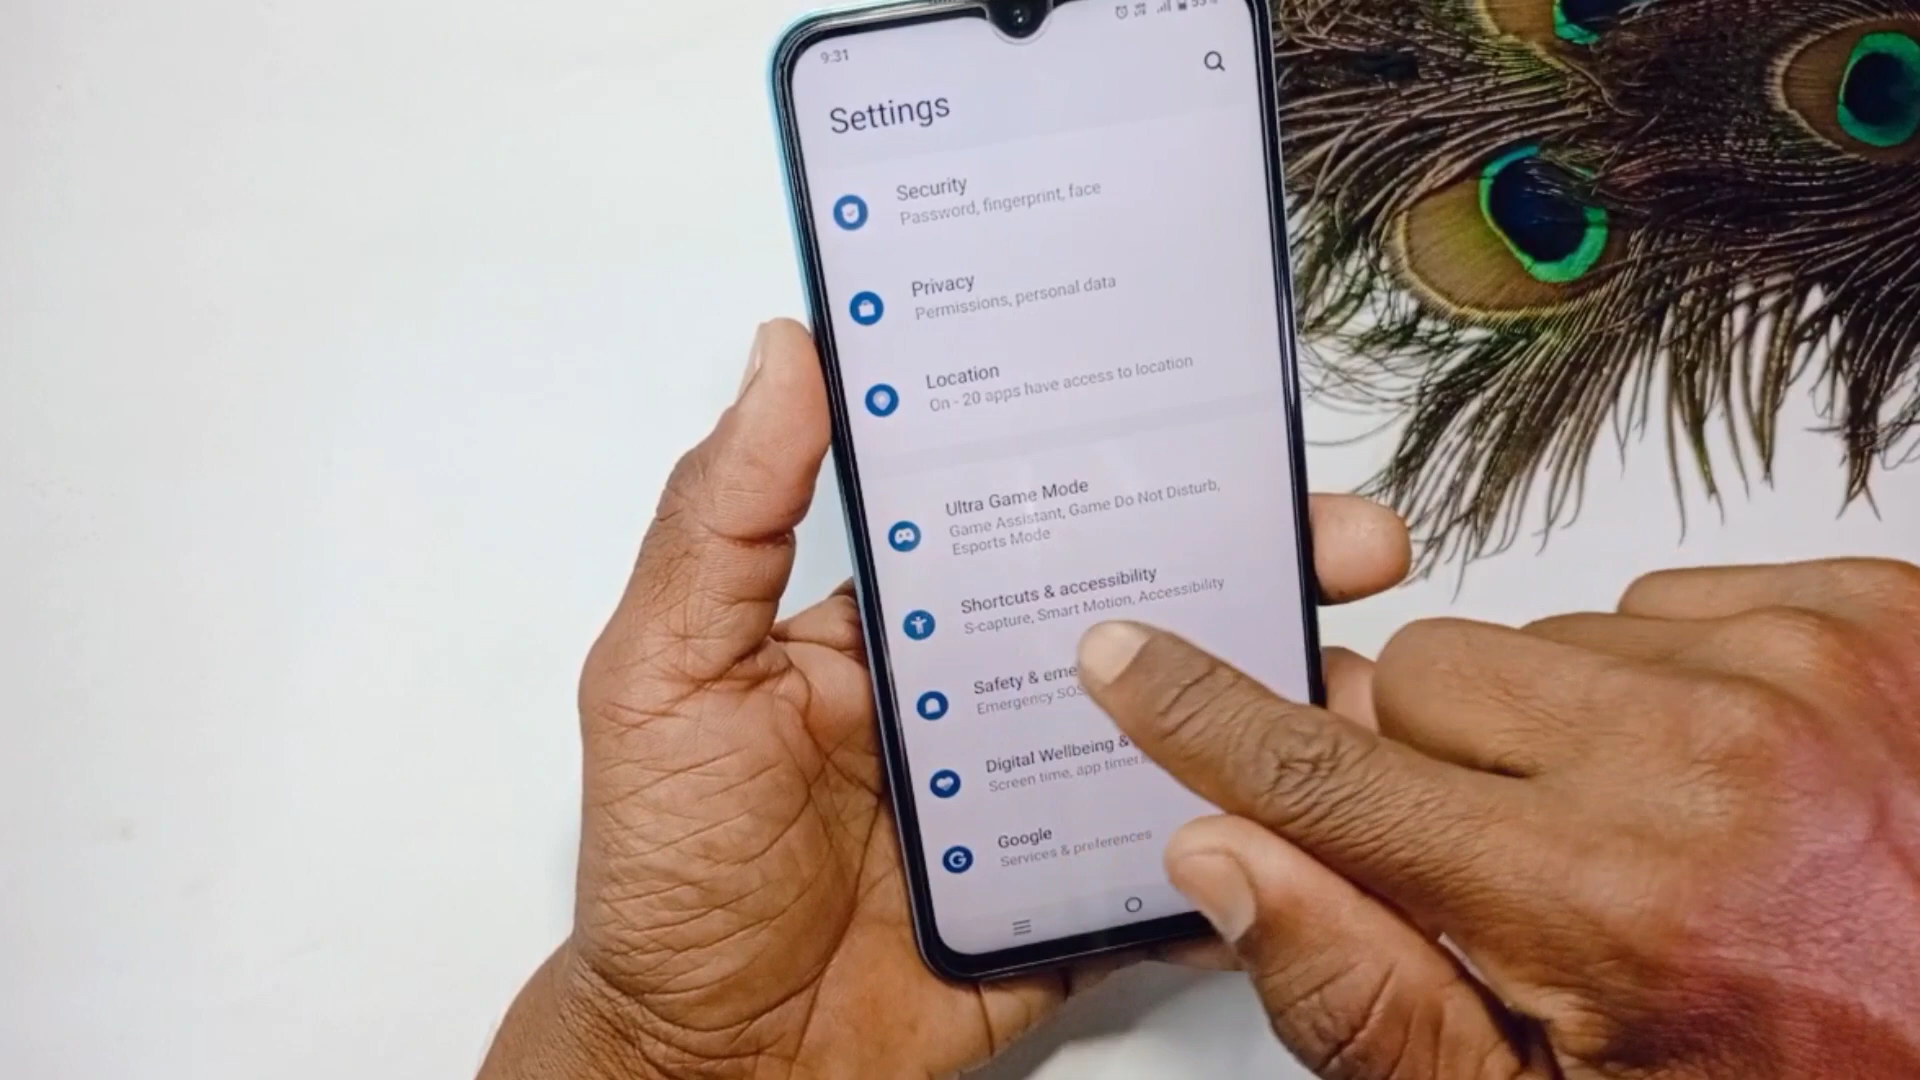 9:31
Settings
Security
Password, fingerprint, face
Privacy
Permissions, personal data
Location
On - 20 apps have access to location
Ultra Game Mode
Game Assistant, Game Do Not Disturb,
Esports Mode
Shortcuts & accessibility
S-capture, Smart Motion, Accessibility
Safety &
Emergency SOS
Digital Wellbeing &
Screen time, app timer
Google
Services & preferences